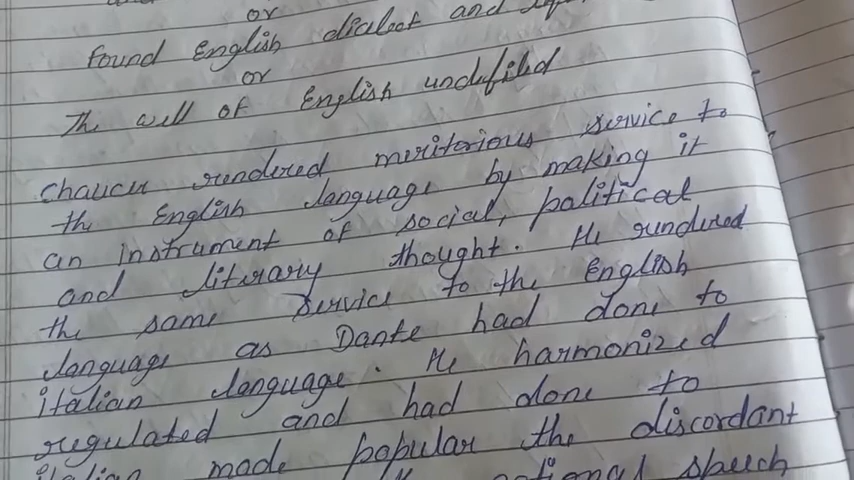 or
Found English dialect and
or
The well of English undefiled
Chaucer rendered meritorious service to
the English language by making it
an instrument of social, political
and literary thought. He rendered
the same service to the English
language as Dante had done to
italian language. He harmonized
regulated and had done to
italian made popular the discordant
national speech